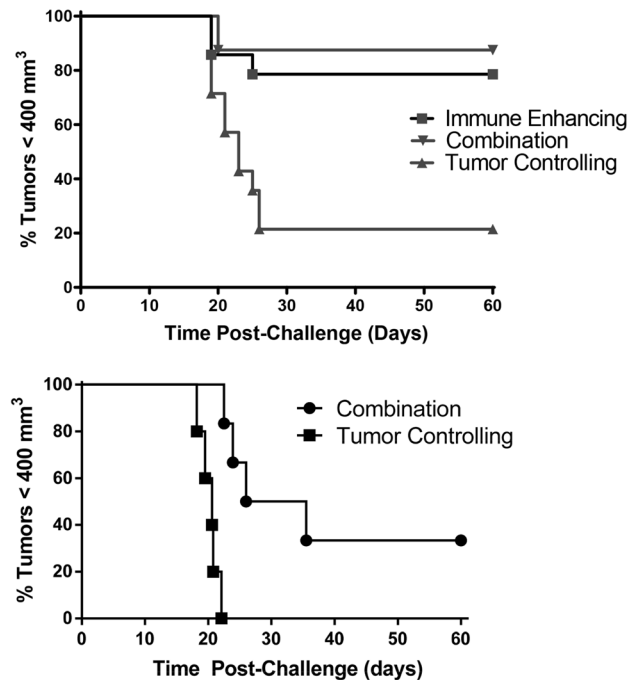 % Tumors < 400 mm³
100
80
60
40
20
0
Immune Enhancing
Combination
Tumor Controlling
0 10 20 30 40 50 60
Time Post-Challenge (Days)
% Tumors < 400 mm³
100
80
60
40
20
0
Combination
Tumor Controlling
0 10 20 30 40 50 60
Time Post-Challenge (days)